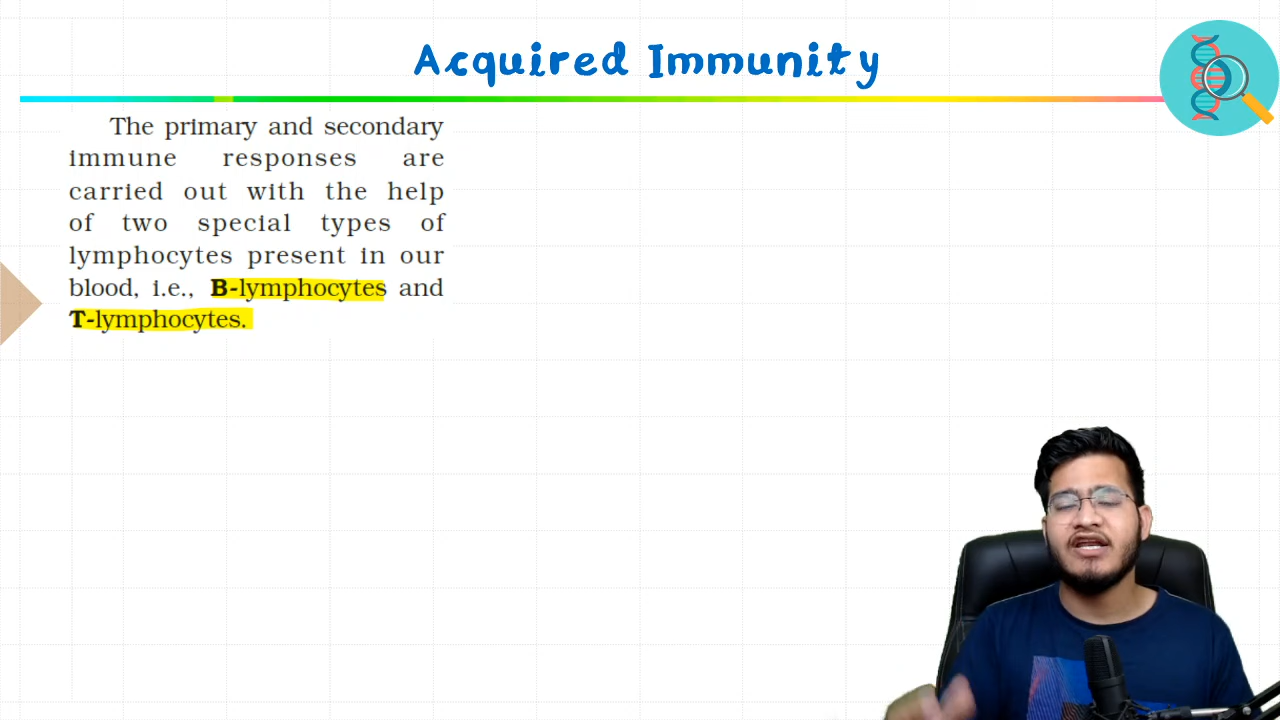 Acquired Immunity
The primary and secondary
immune responses are
carried out with the help
of two special types of
lymphocytes present in our
blood, i.e., B-lymphocytes and
T-lymphocytes.